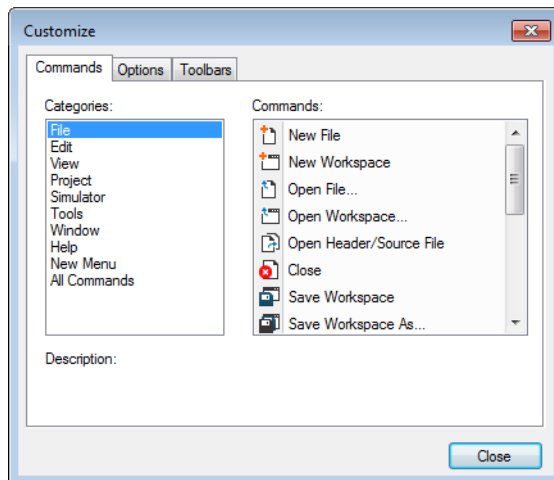 Customize
Commands
Options
Toolbars
Categories:
File
Edit
View
Project
Simulator
Tools
Window
Help
New Menu
All Commands
Commands:
New File
New Workspace
Open File...
Open Workspace...
Open Header/Source File
Close
Save Workspace
Save Workspace As...
Description:
Close